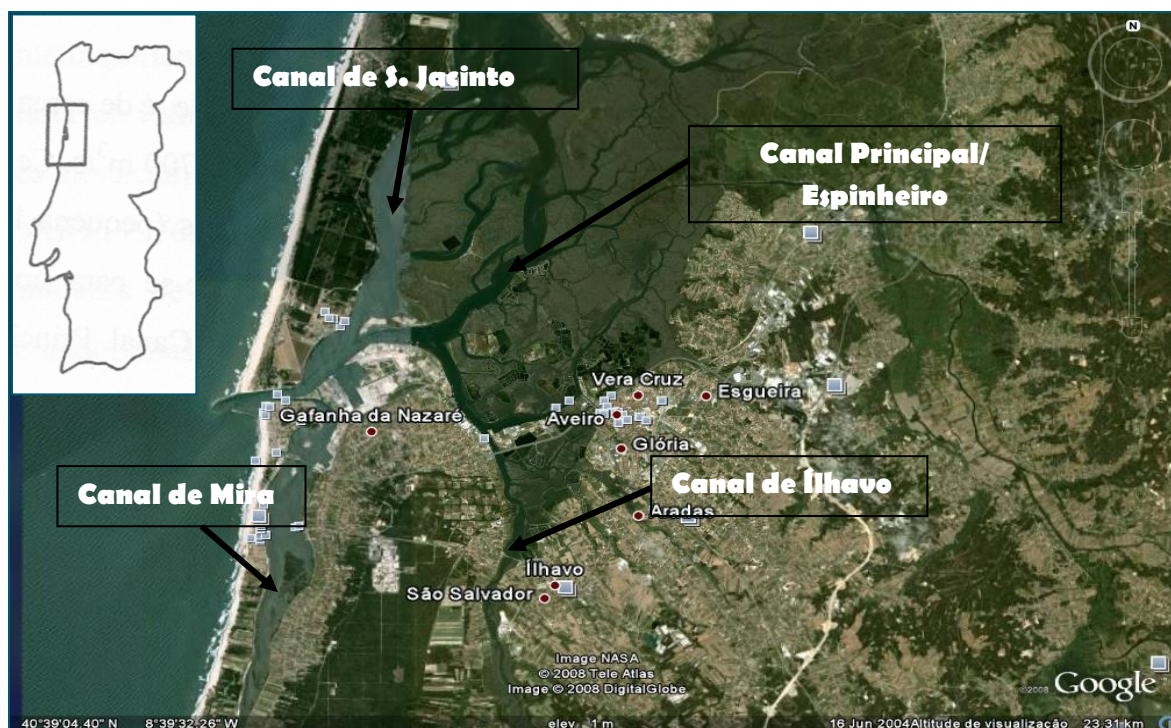 N
Canal de S. Jacinto
Canal Principal/
Espinheiro
Canal Princi
Vera Cruz
Esgueira
Gafanha da Nazaré
Aveiro
Glória
Canal de Mira
Canal de Ílhavo
Aradas
Ílhavo
São Salvador
Image NASA
© 2008 Tele Atlas
Image © 2008 DigitalGlobe
©2008 Google
40°39'04.40" N 8°39'32.26" W elev 1 m 16 Jun 2004 Altitude de visualização 23.31 km